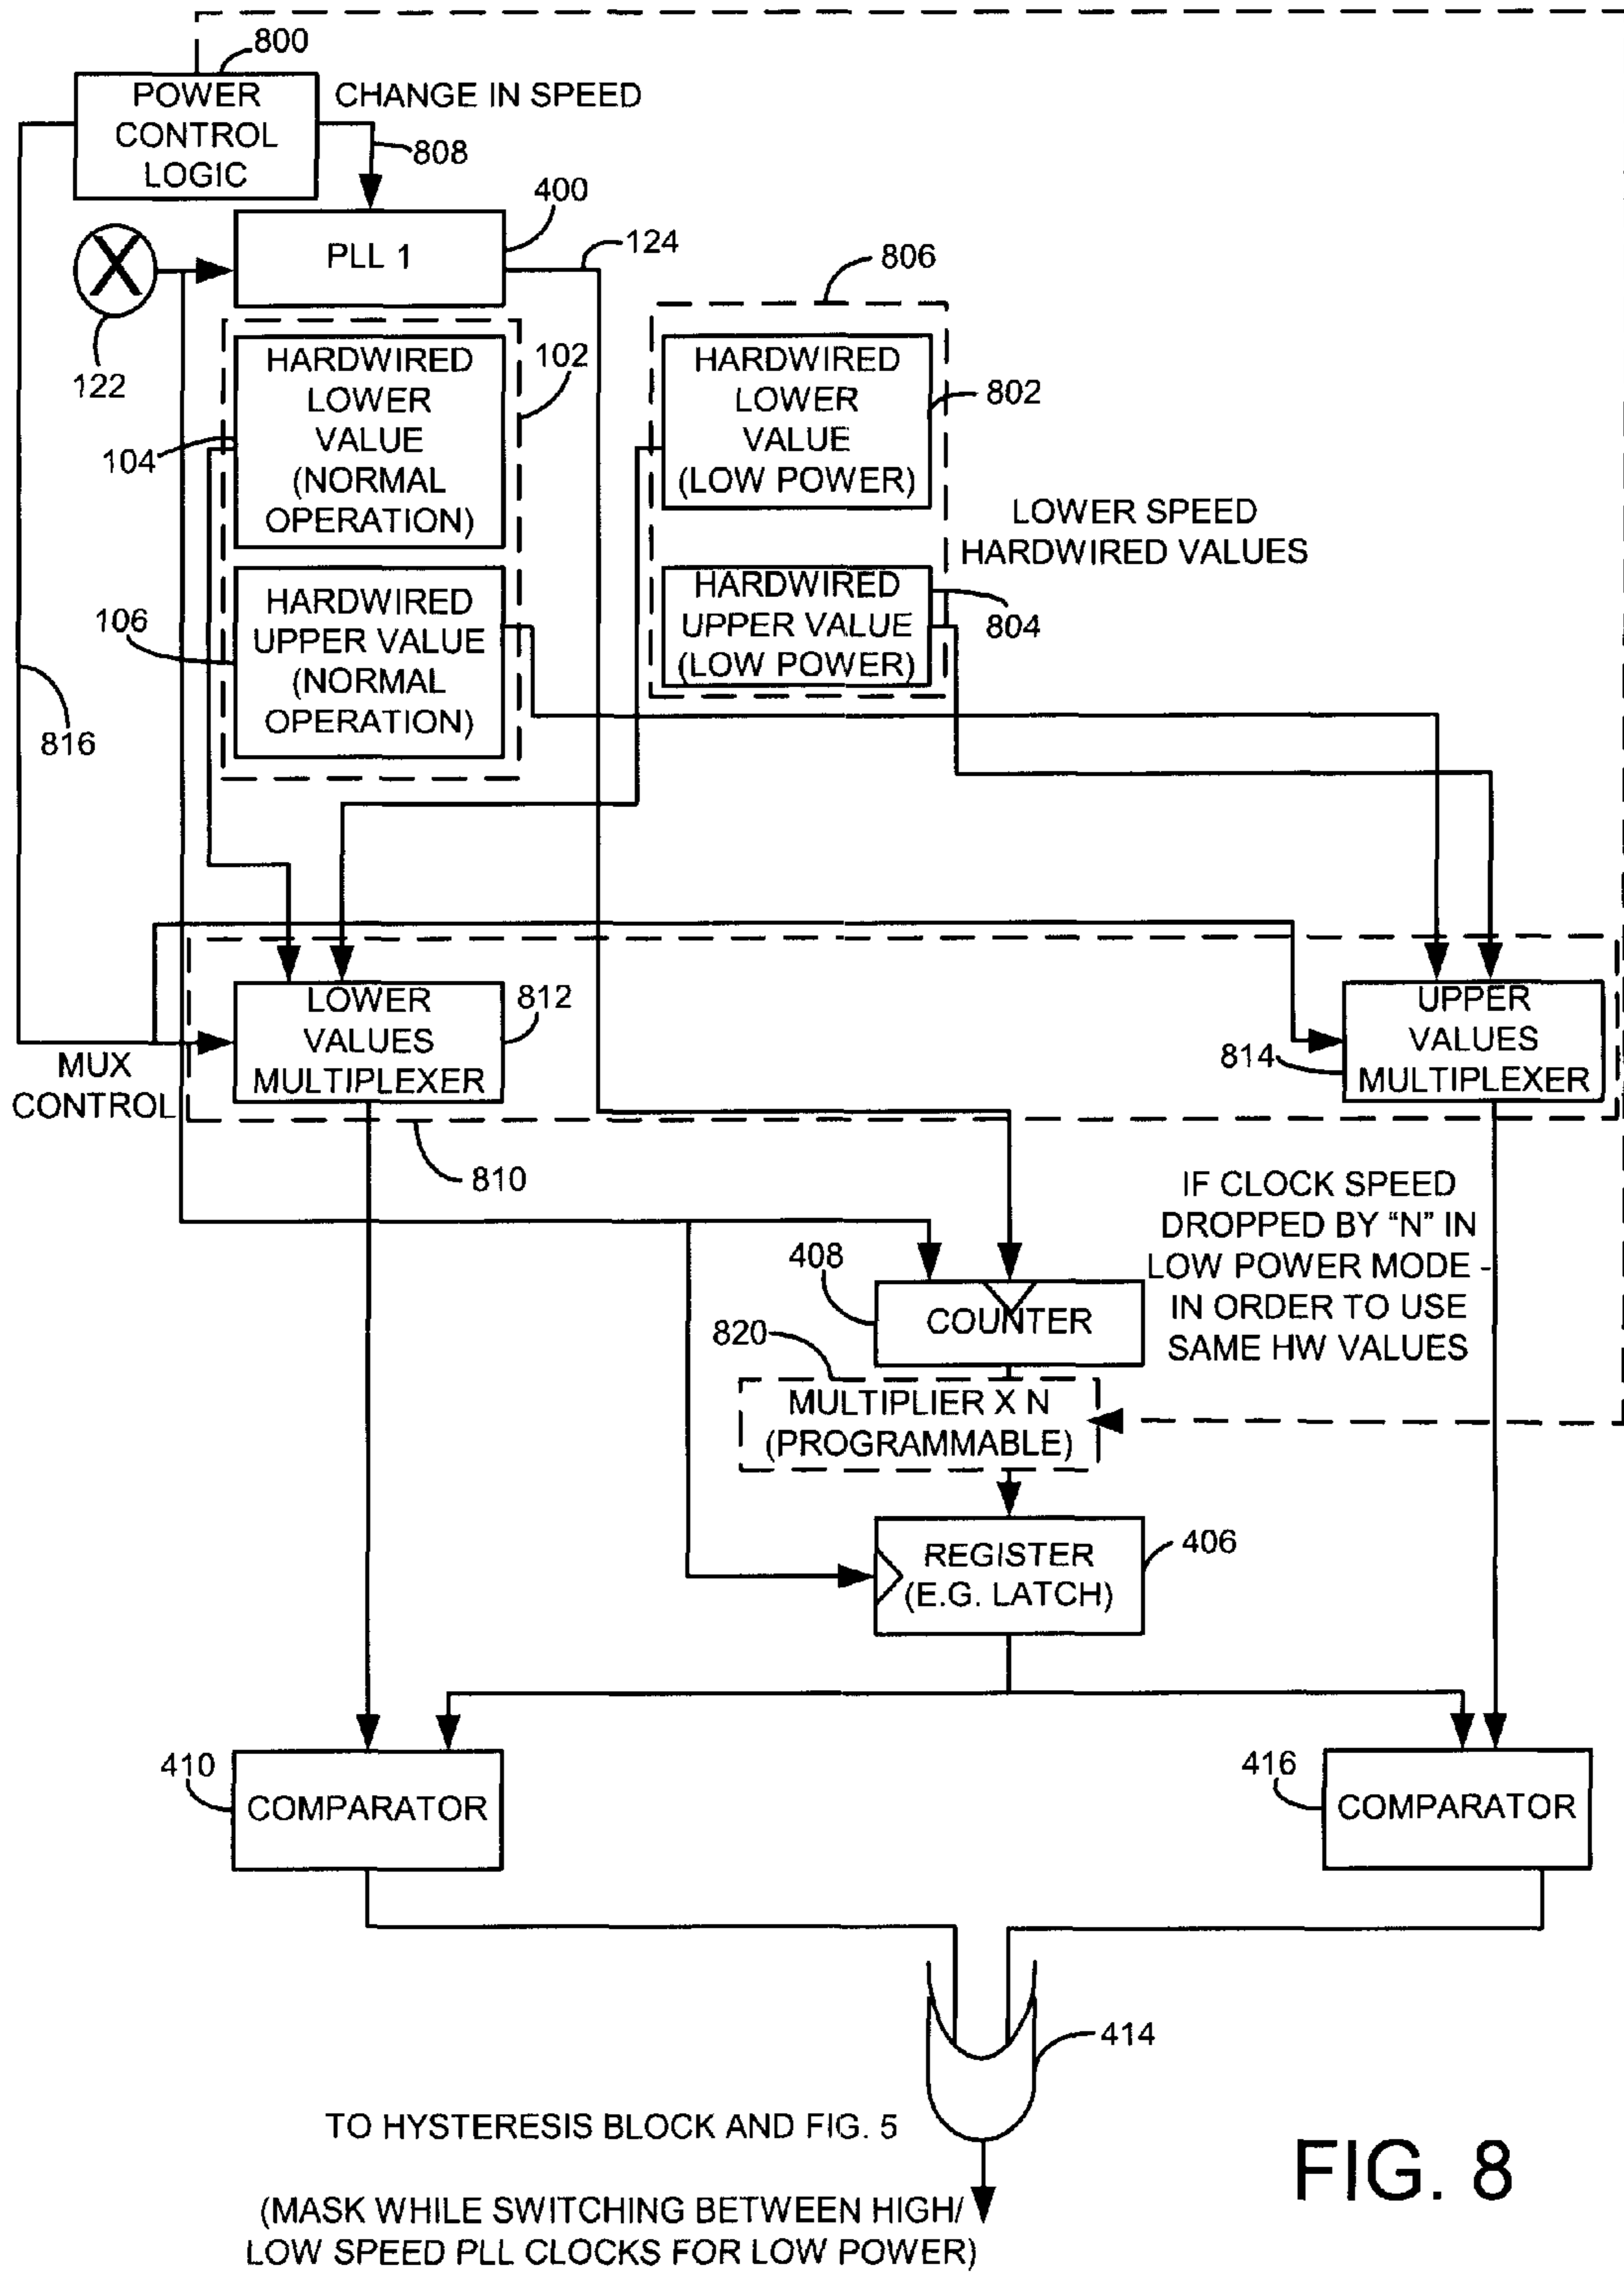 800
POWER
CONTROL
LOGIC
CHANGE IN SPEED
808
400
PLL 1
124
122
806
102
HARDWIRED
LOWER
VALUE
(NORMAL
OPERATION)
104
HARDWIRED
LOWER
VALUE
(LOW POWER)
802
LOWER SPEED
HARDWIRED VALUES
106
HARDWIRED
UPPER VALUE
(NORMAL
OPERATION)
HARDWIRED
UPPER VALUE
(LOW POWER)
804
816
LOWER
VALUES
MULTIPLEXER
812
UPPER
VALUES
MULTIPLEXER
814
MUX
CONTROL
810
IF CLOCK SPEED
DROPPED BY “N” IN
LOW POWER MODE -
IN ORDER TO USE
SAME HW VALUES
408
COUNTER
820
MULTIPLIER X N
(PROGRAMMABLE)
REGISTER
(E.G. LATCH)
406
410
COMPARATOR
416
COMPARATOR
414
TO HYSTERESIS BLOCK AND FIG. 5
(MASK WHILE SWITCHING BETWEEN HIGH/
LOW SPEED PLL CLOCKS FOR LOW POWER)
FIG. 8